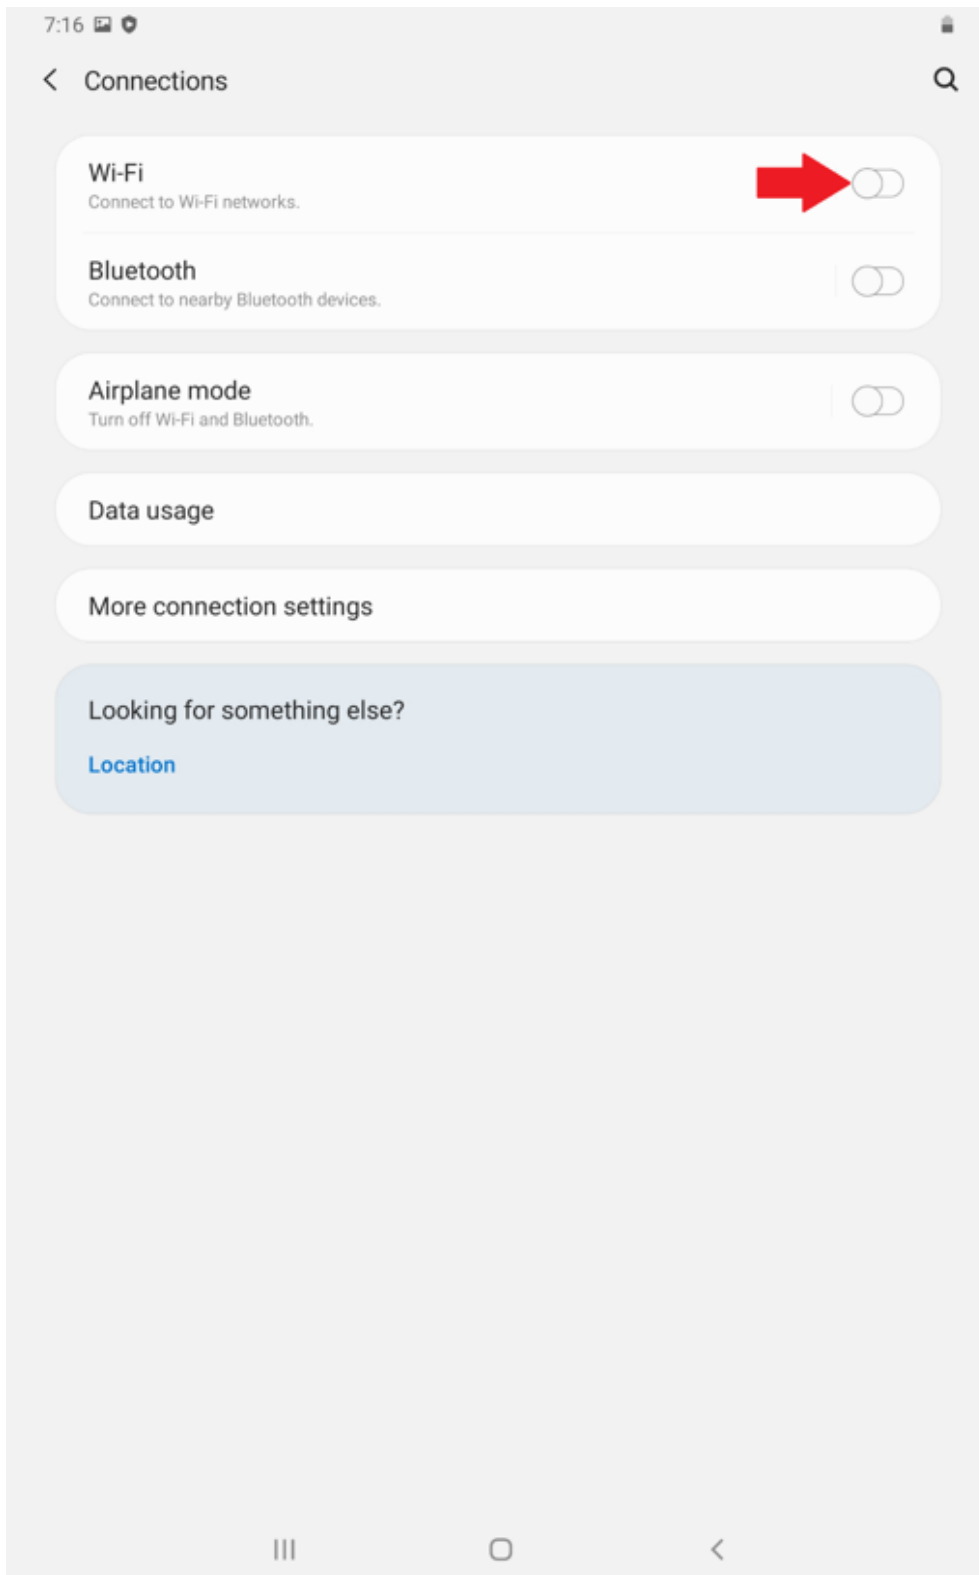 7:16
Connections
Wi-Fi
Connect to Wi-Fi networks.
Bluetooth
Connect to nearby Bluetooth devices.
Airplane mode
Turn off Wi-Fi and Bluetooth.
Data usage
More connection settings
Looking for something else?
Location